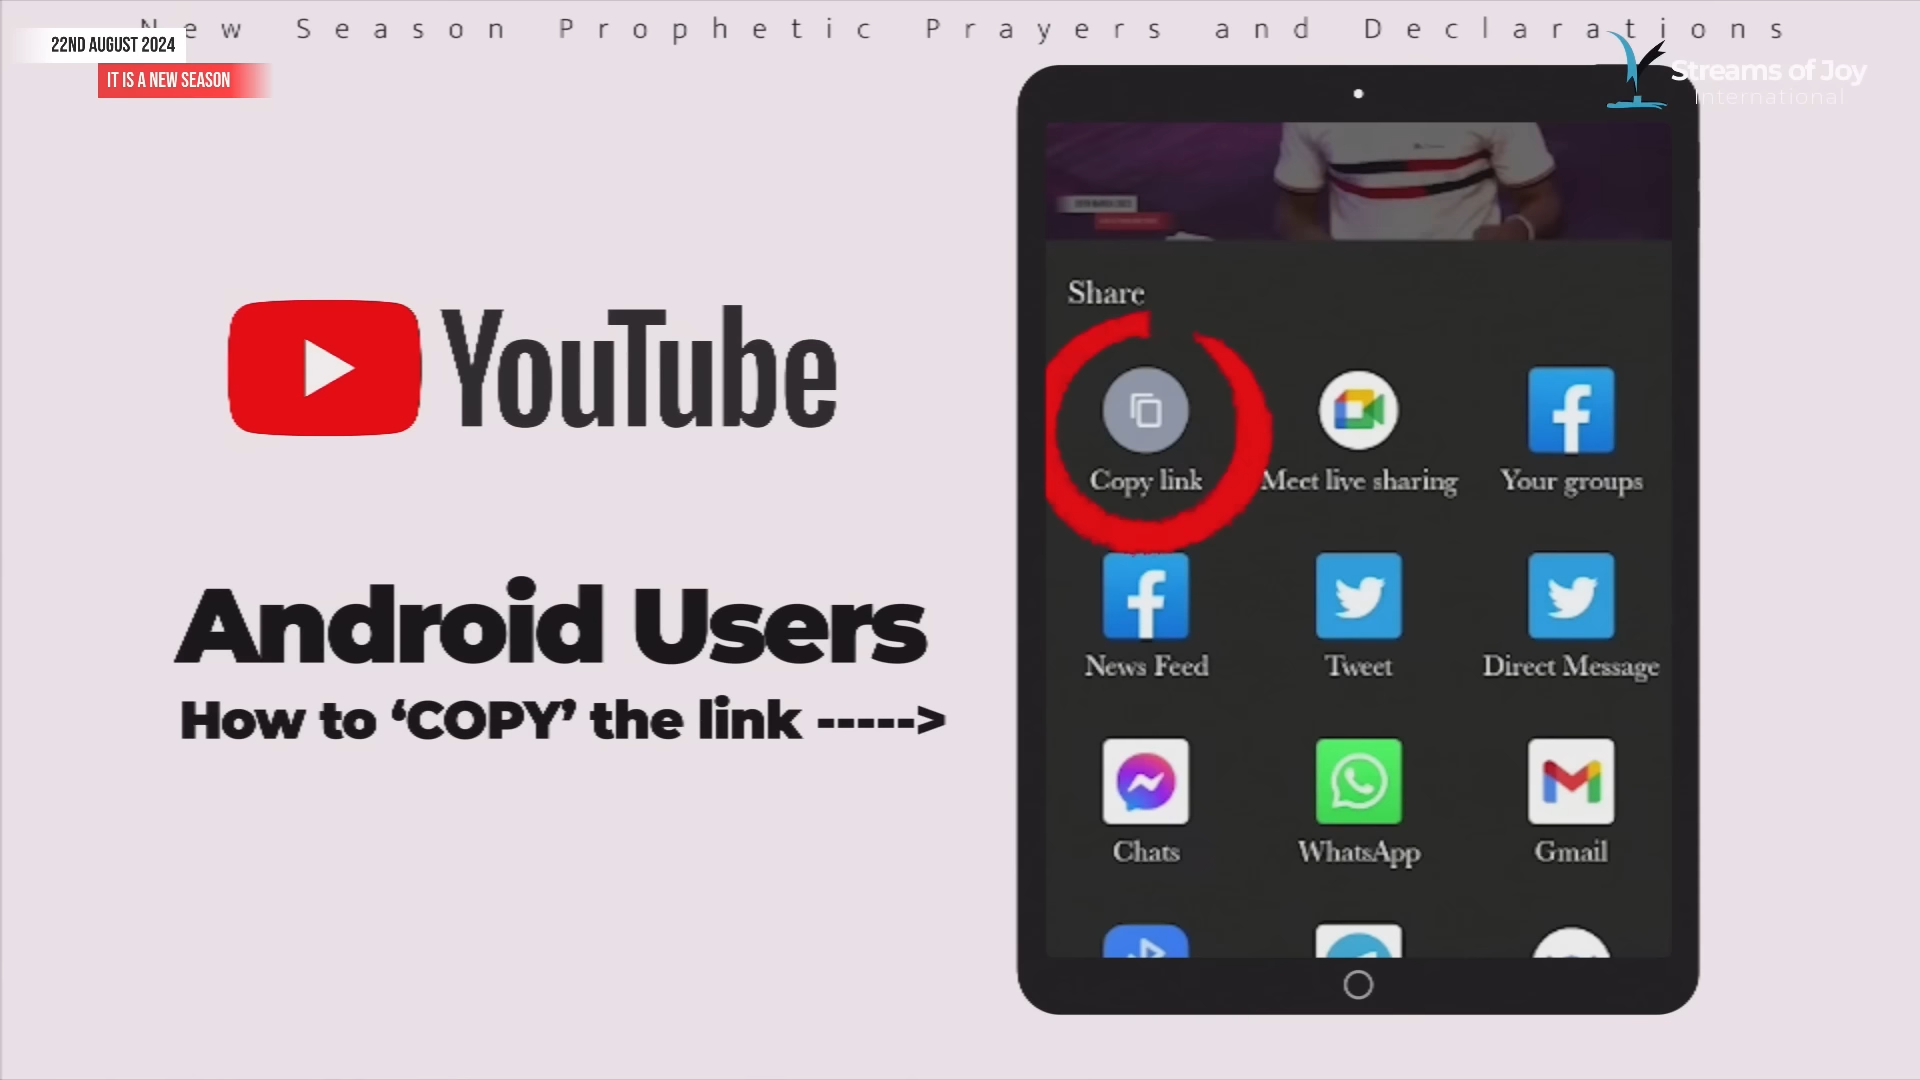 New Season Prophetic Prayers and Declarations
22ND AUGUST 2024
IT IS A NEW SEASON
Streams of Joy
International
YouTube
Android Users
How to ‘COPY’ the link ----->
Share
Copy link
Meet live sharing
Your groups
News Feed
Tweet
Direct Message
Chats
WhatsApp
Gmail